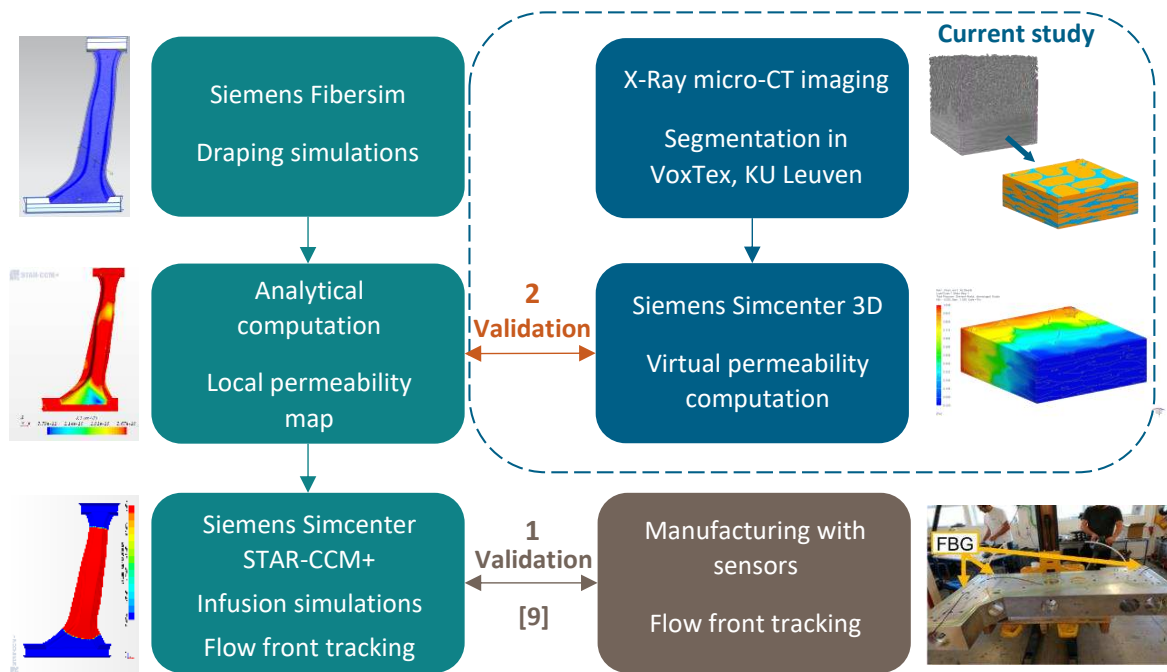 Current study
Siemens Fibersim
Draping simulations
X-Ray micro-CT imaging
Segmentation in
VoxTex, KU Leuven
STAR-CCM+
Analytical
computation
Local permeability
map
2
Validation
Siemens Simcenter 3D
Virtual permeability
computation
Siemens Simcenter
STAR-CCM+
Infusion simulations
Flow front tracking
1
Validation
[9]
Manufacturing with
sensors
Flow front tracking
FBG